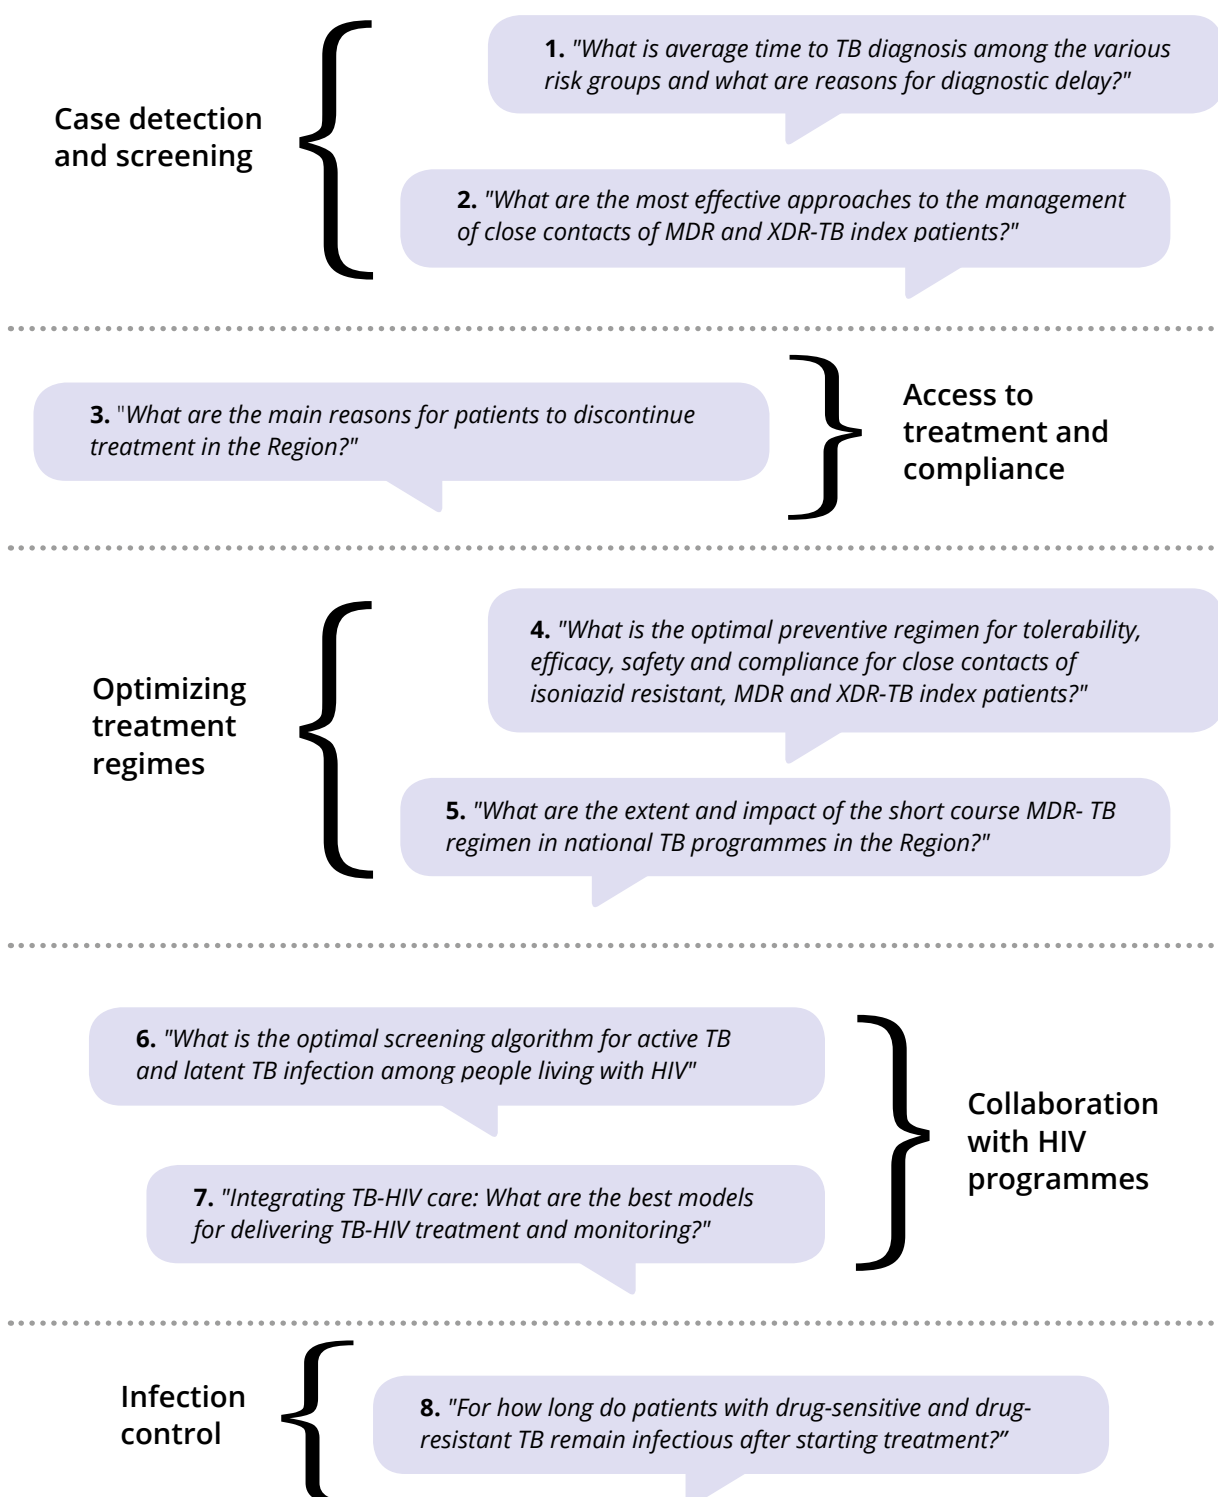 Case detection
and screening
1. "What is average time to TB diagnosis among the various
risk groups and what are reasons for diagnostic delay?"
2. "What are the most effective approaches to the management
of close contacts of MDR and XDR-TB index patients?"
3. "What are the main reasons for patients to discontinue
treatment in the Region?"
Access to
treatment and
compliance
Optimizing
treatment
regimes
4. "What is the optimal preventive regimen for tolerability,
efficacy, safety and compliance for close contacts of
isoniazid resistant, MDR and XDR-TB index patients?"
5. "What are the extent and impact of the short course MDR- TB
regimen in national TB programmes in the Region?"
6. "What is the optimal screening algorithm for active TB
and latent TB infection among people living with HIV"
7. "Integrating TB-HIV care: What are the best models
for delivering TB-HIV treatment and monitoring?"
Collaboration
with HIV
programmes
Infection
control
8. "For how long do patients with drug-sensitive and drug-
resistant TB remain infectious after starting treatment?”